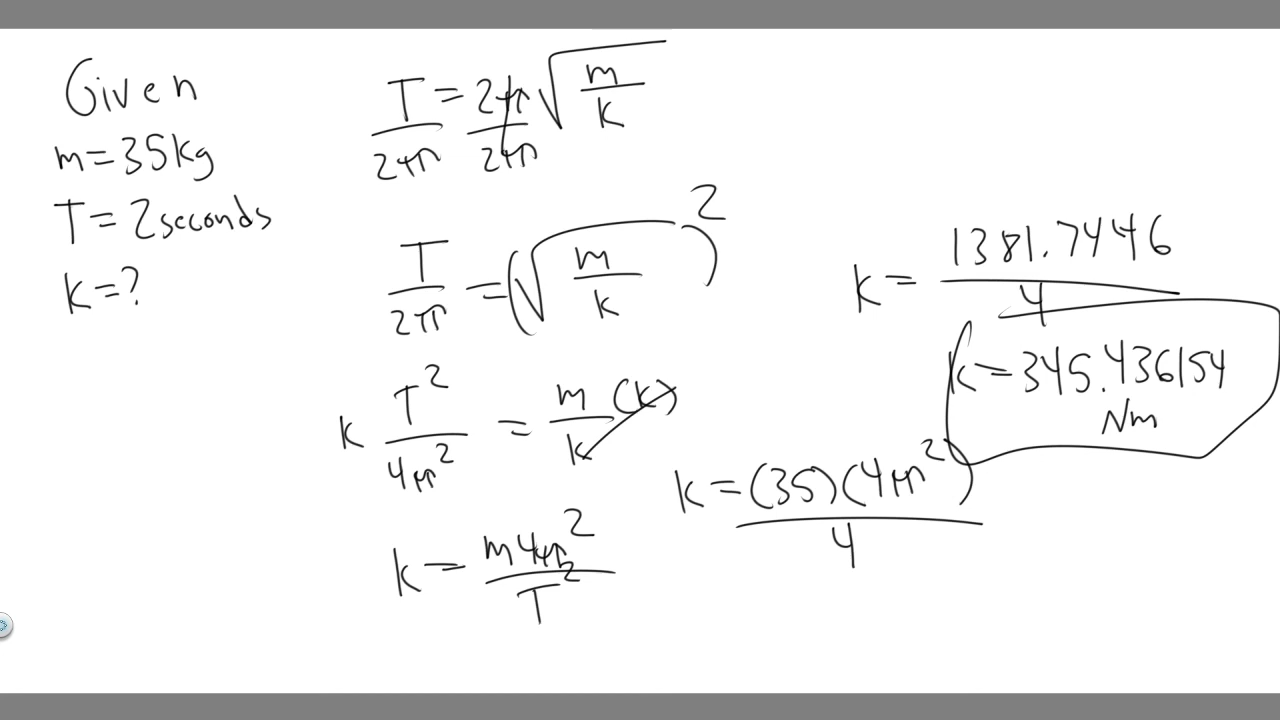 Given
m=35kg
T=2seconds
k=?
T/2π = 2π/2π √(m/k)
T/2π = (√(m/k))²
k T²/4π² = m/k (k)
k = m4π²/T²
k = (35)(4π²)/4
k = 1381.7446/4
k=345.436154
Nm